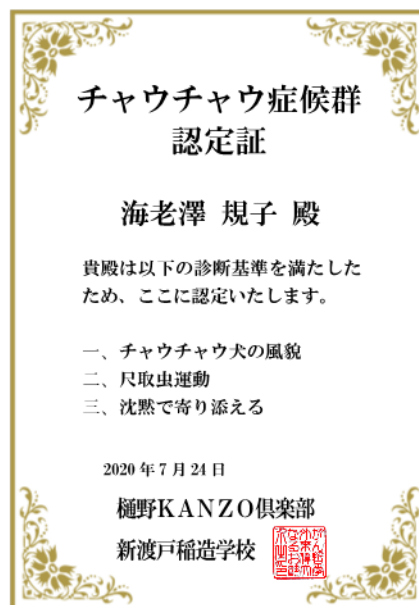 チャウチャウ症候群
認定証
海老澤 規子 殿
貴殿は以下の診断基準を満たした
ため、ここに認定いたします。
一、チャウチャウ犬の風貌
二、尺取虫運動
三、沈黙で寄り添える
2020年7月24日
樋野KANZO倶楽部
新渡戸稲造学校